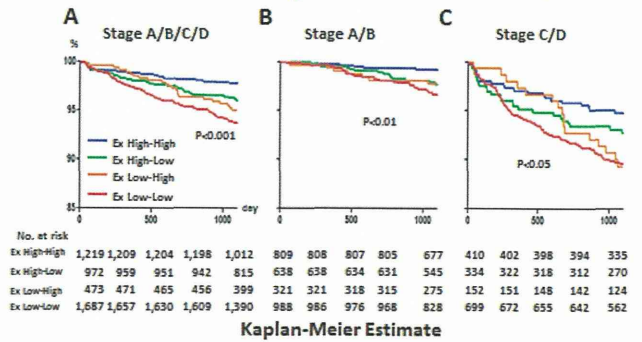 A
Stage A/B/C/D
B
Stage A/B
C
Stage C/D
%
100
95
90
85
P<0.001
P<0.01
P<0.05
Ex High-High
Ex High-Low
Ex Low-High
Ex Low-Low
0 500 1000 day
0 500 1000
0 500 1000
No. at risk
Ex High-High 1,219 1,209 1,204 1,198 1,012 809 808 807 805 677 410 402 398 394 335
Ex High-Low 972 959 951 942 815 638 638 634 631 545 334 322 318 312 270
Ex Low-High 473 471 465 456 399 321 321 318 315 275 152 151 148 142 124
Ex Low-Low 1,687 1,657 1,630 1,609 1,390 988 986 976 968 828 699 672 655 642 562
Kaplan-Meier Estimate